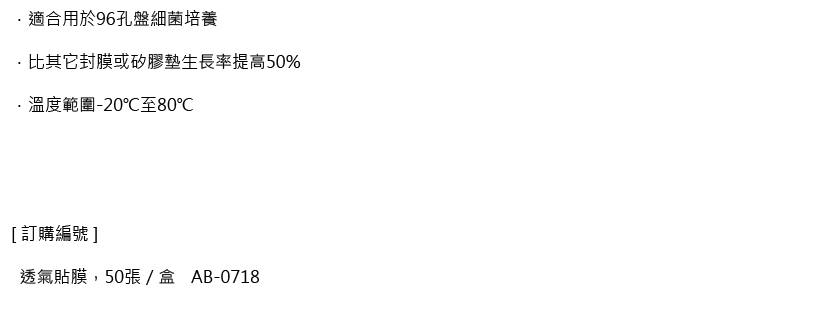 ．適合用於96孔盤細菌培養
．比其它封膜或矽膠墊生長率提高50%
．溫度範圍-20℃至80℃
[ 訂購編號 ]
透氣貼膜，50張 / 盒　AB-0718